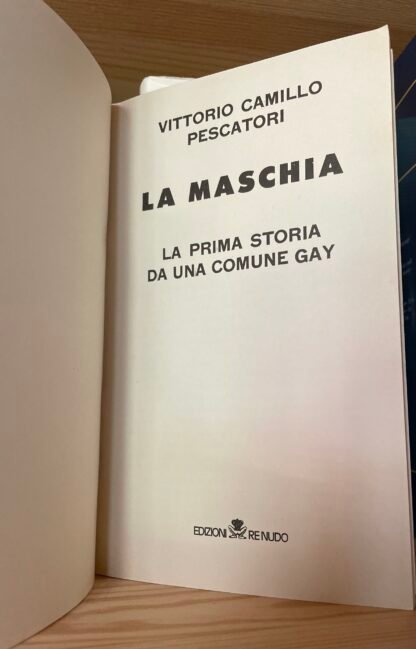 VITTORIO CAMILLO
PESCATORI
LA MASCHIA
LA PRIMA STORIA
DA UNA COMUNE GAY
EDIZIONI RE NUDO